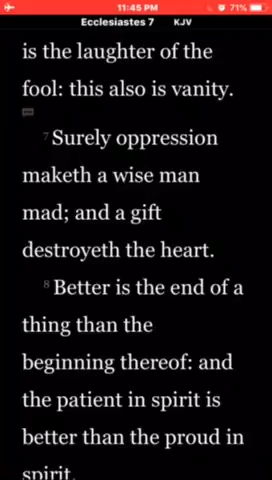 11:45 PM 71%
Ecclesiastes 7 KJV
is the laughter of the
fool: this also is vanity.
7 Surely oppression
maketh a wise man
mad; and a gift
destroyeth the heart.
8 Better is the end of a
thing than the
beginning thereof: and
the patient in spirit is
better than the proud in
spirit.